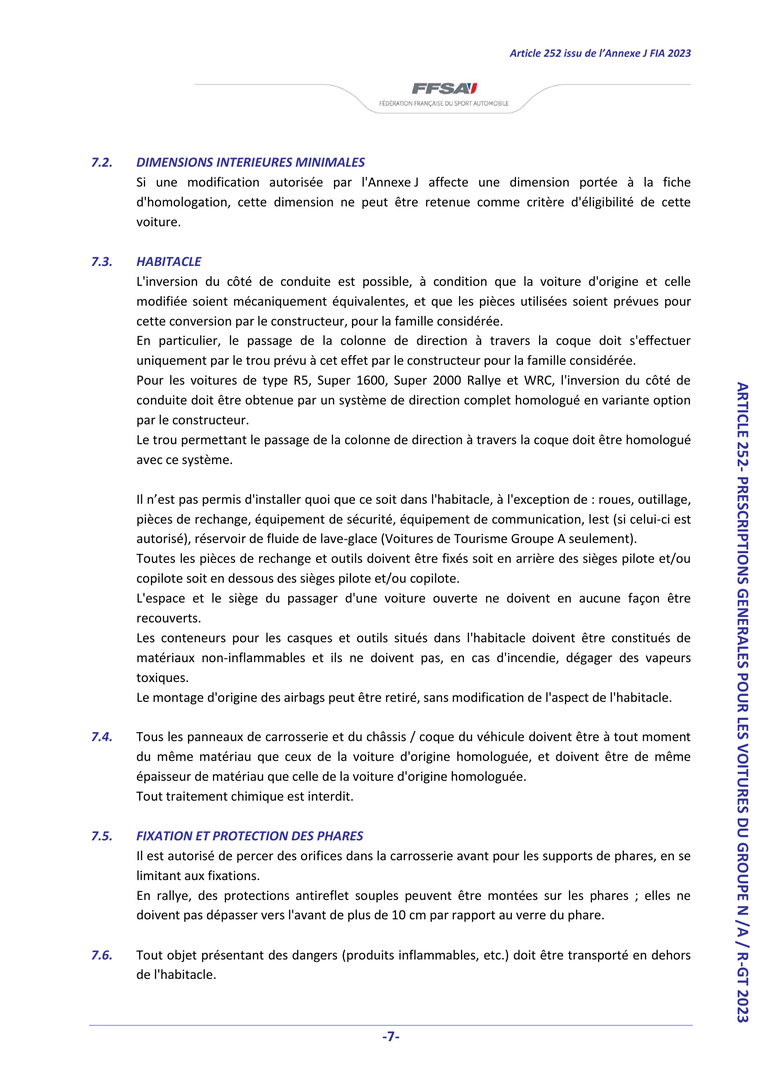 Article 252 issu de l'Annexe J FIA 2023
FFSA
FÉDÉRATION FRANÇAISE DU SPORT AUTOMOBILE
7.2. DIMENSIONS INTERIEURES MINIMALES
Si une modification autorisée par l'Annexe J affecte une dimension portée à la fiche
d'homologation, cette dimension ne peut être retenue comme critère d'éligibilité de cette
voiture.
7.3. HABITACLE
L'inversion du côté de conduite est possible, à condition que la voiture d'origine et celle
modifiée soient mécaniquement équivalentes, et que les pièces utilisées soient prévues pour
cette conversion par le constructeur, pour la famille considérée.
En particulier, le passage de la colonne de direction à travers la coque doit s'effectuer
uniquement par le trou prévu à cet effet par le constructeur pour la famille considérée.
Pour les voitures de type R5, Super 1600, Super 2000 Rallye et WRC, l'inversion du côté de
conduite doit être obtenue par un système de direction complet homologué en variante option
par le constructeur.
Le trou permettant le passage de la colonne de direction à travers la coque doit être homologué
avec ce système.
Il n’est pas permis d'installer quoi que ce soit dans l'habitacle, à l'exception de : roues, outillage,
pièces de rechange, équipement de sécurité, équipement de communication, lest (si celui-ci est
autorisé), réservoir de fluide de lave-glace (Voitures de Tourisme Groupe A seulement).
Toutes les pièces de rechange et outils doivent être fixés soit en arrière des sièges pilote et/ou
copilote soit en dessous des sièges pilote et/ou copilote.
L'espace et le siège du passager d'une voiture ouverte ne doivent en aucune façon être
recouverts.
Les conteneurs pour les casques et outils situés dans l'habitacle doivent être constitués de
matériaux non-inflammables et ils ne doivent pas, en cas d'incendie, dégager des vapeurs
toxiques.
Le montage d'origine des airbags peut être retiré, sans modification de l'aspect de l'habitacle.
7.4. Tous les panneaux de carrosserie et du châssis / coque du véhicule doivent être à tout moment
du même matériau que ceux de la voiture d'origine homologuée, et doivent être de même
épaisseur de matériau que celle de la voiture d'origine homologuée.
Tout traitement chimique est interdit.
7.5. FIXATION ET PROTECTION DES PHARES
Il est autorisé de percer des orifices dans la carrosserie avant pour les supports de phares, en se
limitant aux fixations.
En rallye, des protections antireflet souples peuvent être montées sur les phares ; elles ne
doivent pas dépasser vers l'avant de plus de 10 cm par rapport au verre du phare.
7.6. Tout objet présentant des dangers (produits inflammables, etc.) doit être transporté en dehors
de l'habitacle.
ARTICLE 252- PRESCRIPTIONS GENERALES POUR LES VOITURES DU GROUPE N /A / R-GT 2023
-7-